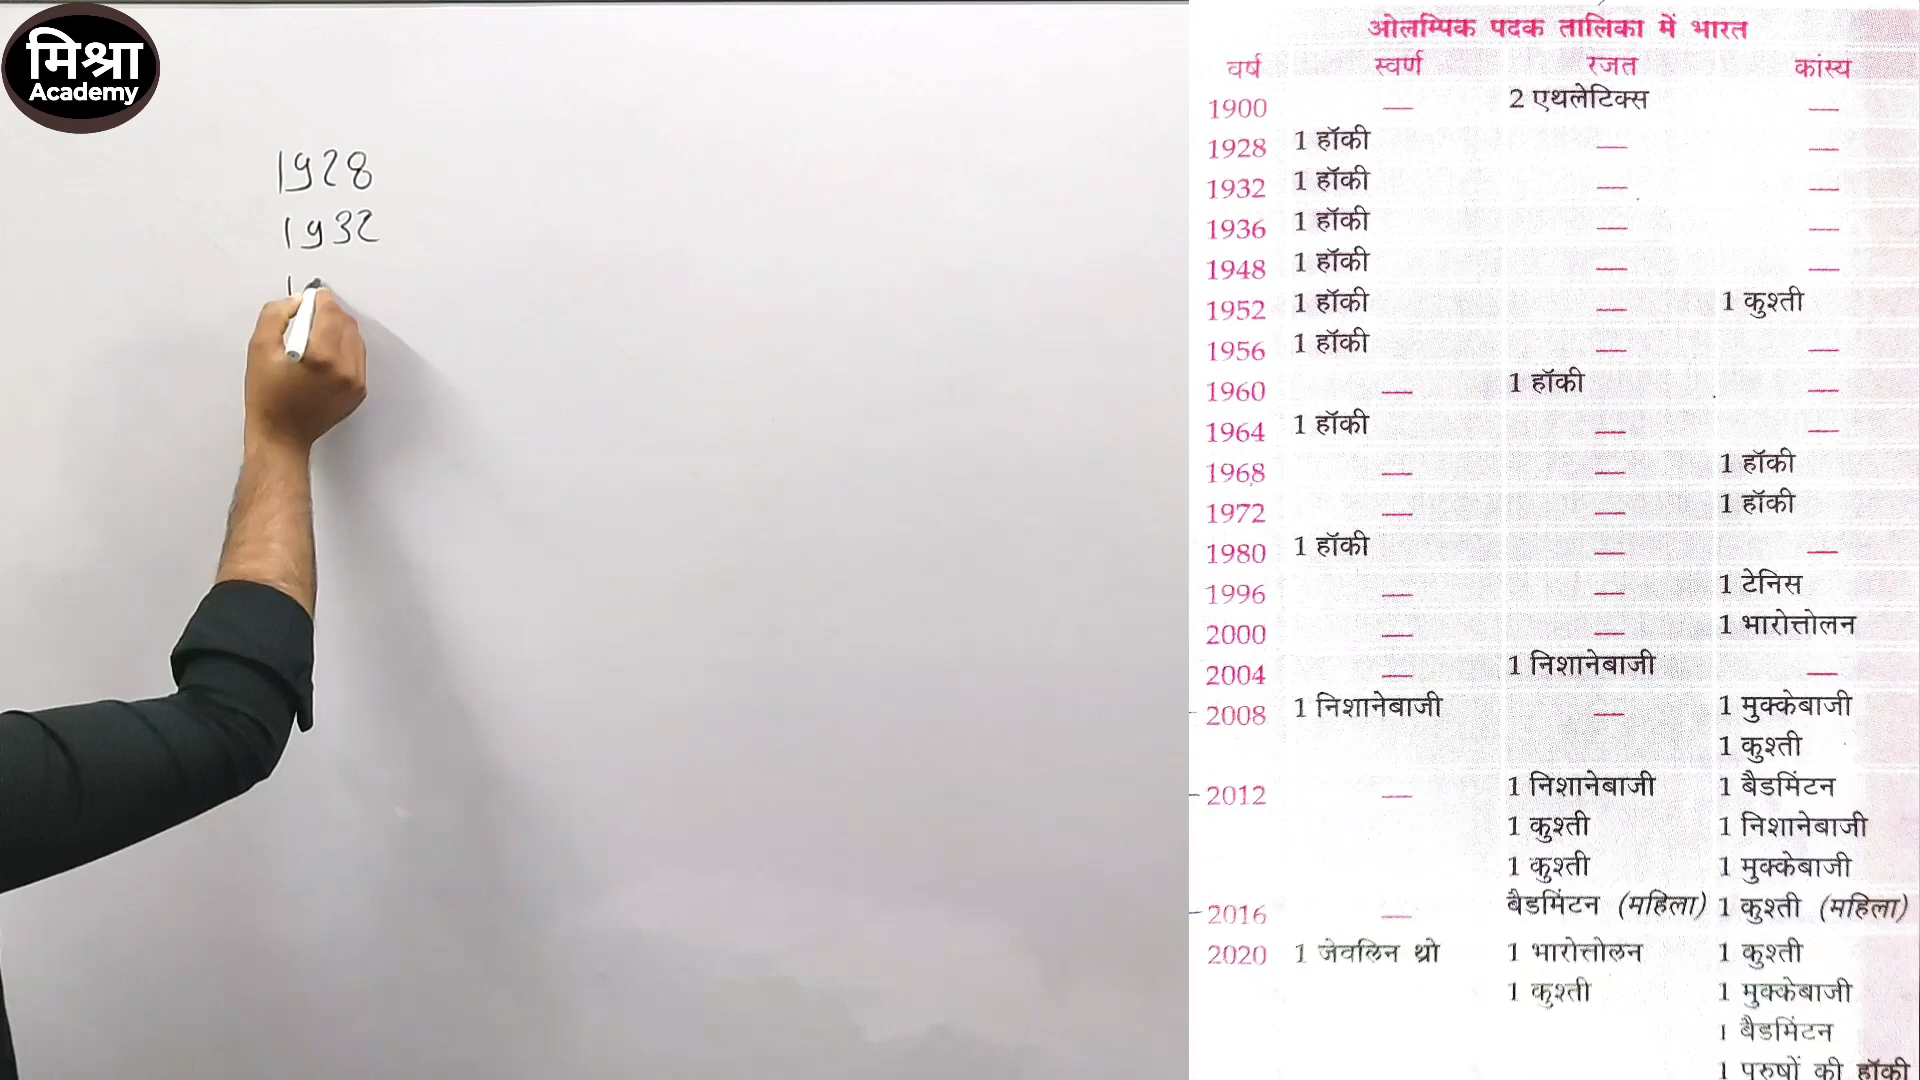 मिश्रा
Academy
1928
1932
1
ओलम्पिक पदक तालिका में भारत
वर्ष स्वर्ण रजत कांस्य
1900 — 2 एथलेटिक्स —
1928 1 हॉकी — —
1932 1 हॉकी — —
1936 1 हॉकी — —
1948 1 हॉकी — —
1952 1 हॉकी — 1 कुश्ती
1956 1 हॉकी — —
1960 — 1 हॉकी —
1964 1 हॉकी — —
1968 — — 1 हॉकी
1972 — — 1 हॉकी
1980 1 हॉकी — —
1996 — — 1 टेनिस
2000 — — 1 भारोत्तोलन
2004 — 1 निशानेबाजी —
2008 1 निशानेबाजी — 1 मुक्केबाजी
1 कुश्ती
2012 — 1 निशानेबाजी 1 बैडमिंटन
1 कुश्ती 1 निशानेबाजी
1 कुश्ती 1 मुक्केबाजी
2016 — बैडमिंटन (महिला) 1 कुश्ती (महिला)
2020 1 जेवलिन थ्रो 1 भारोत्तोलन 1 कुश्ती
1 कुश्ती 1 मुक्केबाजी
1 बैडमिंटन
1 पुरुषों की हॉकी